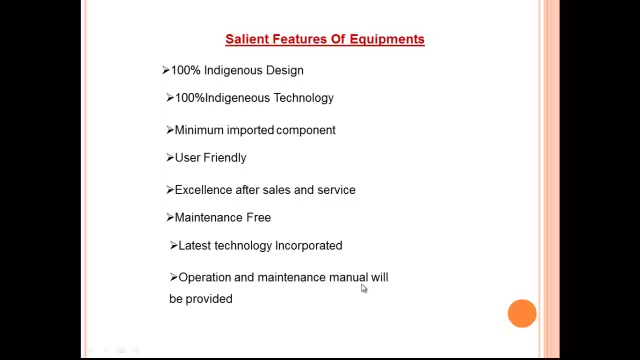 Salient Features Of Equipments
➢100% Indigenous Design
➢100%Indigeneous Technology
➢Minimum imported component
➢User Friendly
➢Excellence after sales and service
➢Maintenance Free
➢Latest technology Incorporated
➢Operation and maintenance manual will
be provided